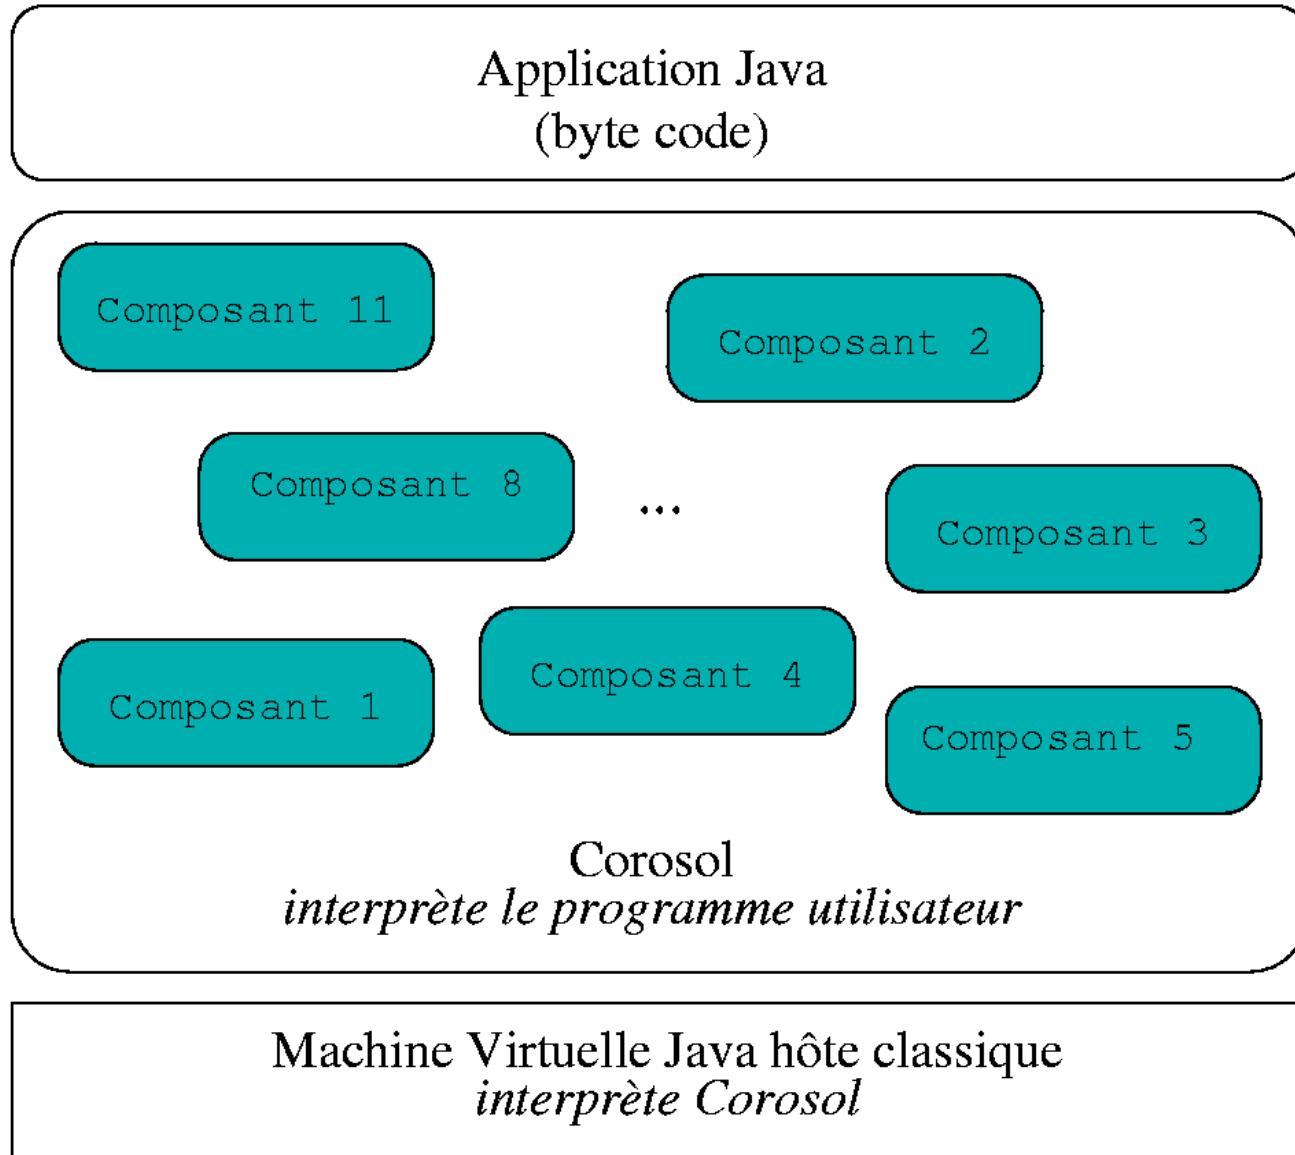 Application Java
(byte code)
Composant 11
Composant 2
Composant 8
...
Composant 3
Composant 4
Composant 1
Composant 5
Corosol
interprète le programme utilisateur
Machine Virtuelle Java hôte classique
interprète Corosol